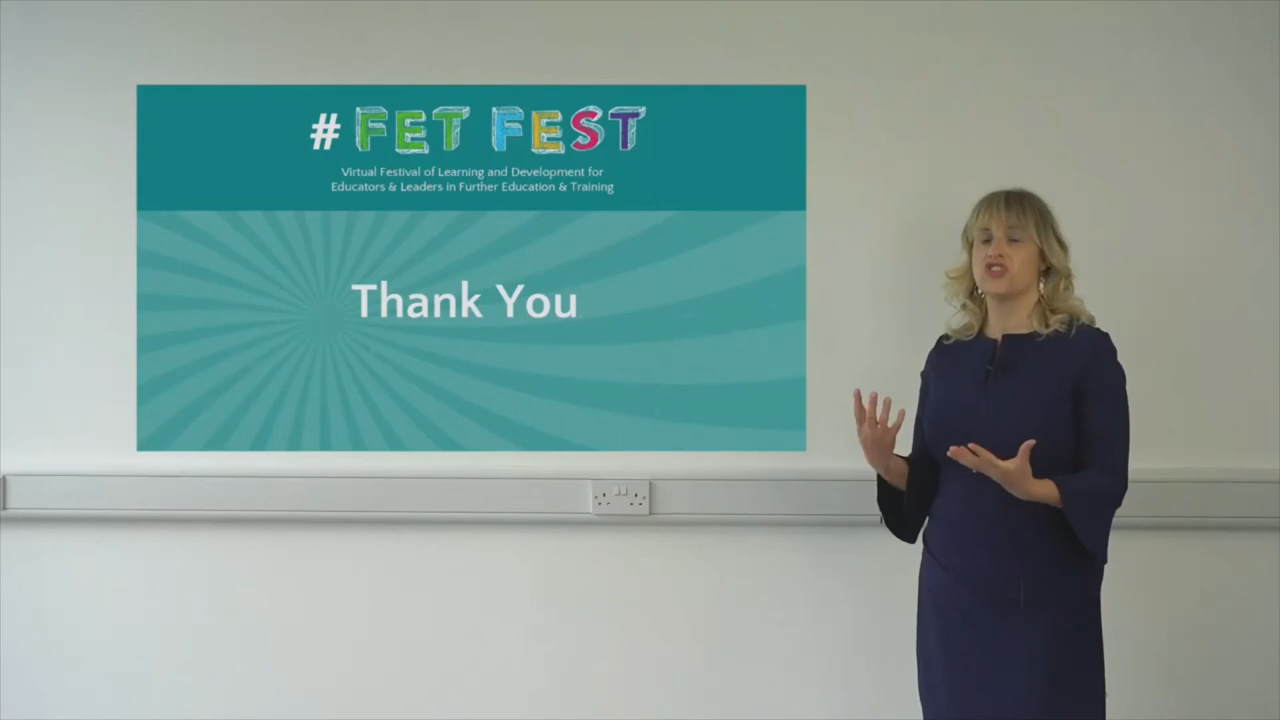 # FET FEST
Virtual Festival of Learning and Development for
Educators & Leaders in Further Education & Training
Thank You